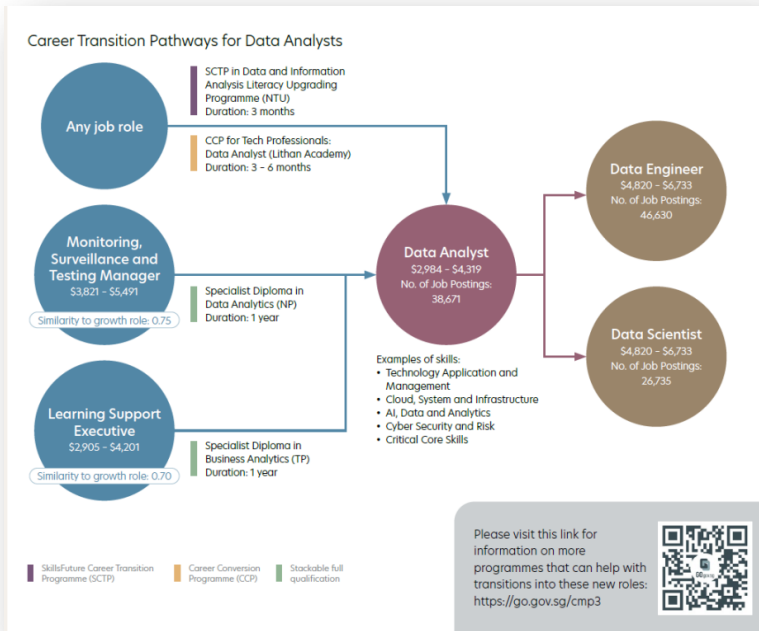 Career Transition Pathways for Data Analysts
Any job role
SCTP in Data and Information
Analysis Literacy Upgrading
Programme (NTU)
Duration: 3 months
CCP for Tech Professionals:
Data Analyst (Lithan Academy)
Duration: 3 – 6 months
Monitoring,
Surveillance and
Testing Manager
$3,821 – $5,491
Similarity to growth role: 0.75
Specialist Diploma in
Data Analytics (NP)
Duration: 1 year
Learning Support
Executive
$2,905 – $4,201
Similarity to growth role: 0.70
Specialist Diploma in
Business Analytics (TP)
Duration: 1 year
Data Analyst
$2,984 – $4,319
No. of Job Postings:
38,671
Examples of skills:
• Technology Application and
Management
• Cloud, System and Infrastructure
• AI, Data and Analytics
• Cyber Security and Risk
• Critical Core Skills
Data Engineer
$4,820 – $6,733
No. of Job Postings:
46,630
Data Scientist
$4,820 – $6,733
No. of Job Postings:
26,735
SkillsFuture Career Transition
Programme (SCTP)
Career Conversion
Programme (CCP)
Stackable full
qualification
Please visit this link for
information on more
programmes that can help with
transitions into these new roles:
https://go.gov.sg/cmp3